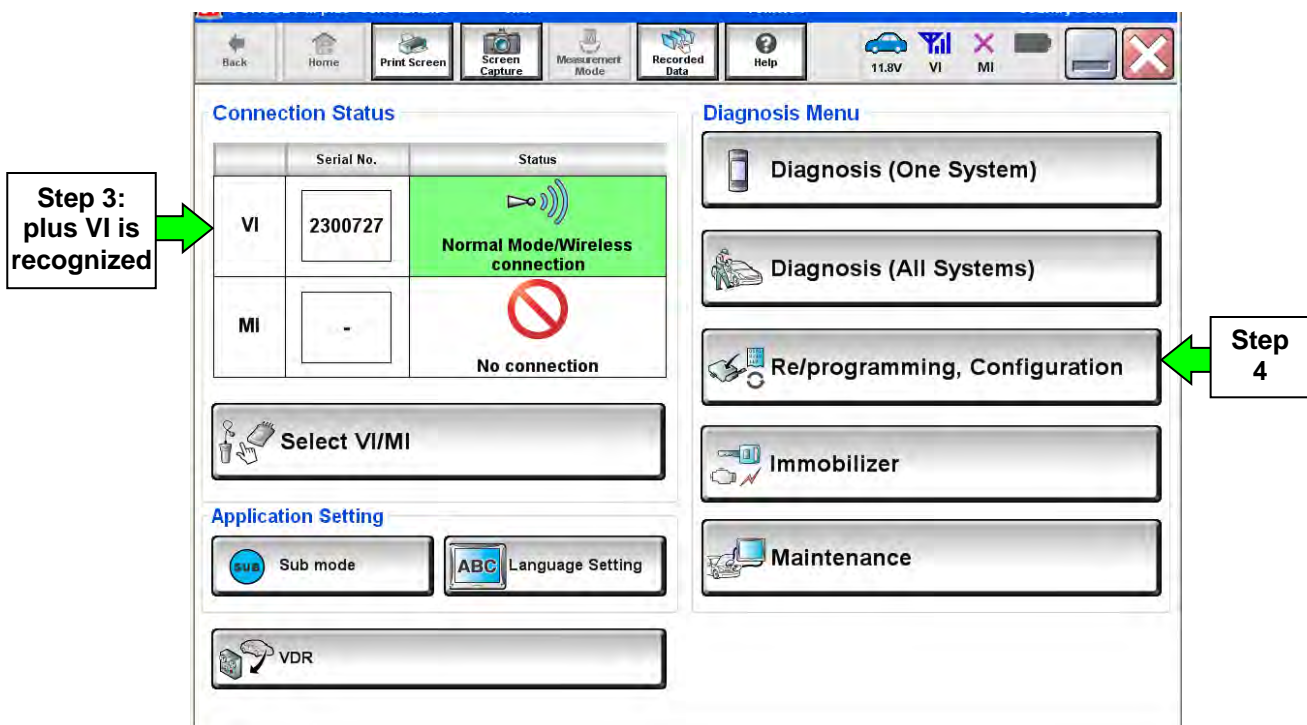 Back
Home
Print Screen
Screen
Capture
Measurement
Mode
Recorded
Data
Help
11.8V
VI
MI
Connection Status
Serial No.
Status
VI
2300727
Normal Mode/Wireless
connection
MI
-
No connection
Select VI/MI
Application Setting
SUB
Sub mode
ABC
Language Setting
VDR
Diagnosis Menu
Diagnosis (One System)
Diagnosis (All Systems)
Re/programming, Configuration
Immobilizer
Maintenance
Step 3:
plus VI is
recognized
Step
4